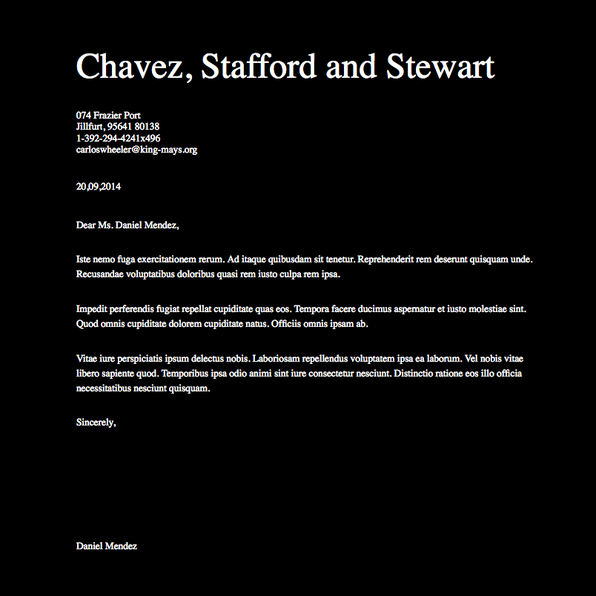 Chavez, Stafford and Stewart
074 Frazier Port
Jillfurt, 95641 80138
1-392-294-4241x496
carloswheeler@king-mays.org
20,09,2014
Dear Ms. Daniel Mendez,
Iste nemo fuga exercitationem rerum. Ad itaque quibusdam sit tenetur. Reprehenderit rem deserunt quisquam unde.
Recusandae voluptatibus doloribus quasi rem iusto culpa rem ipsa.
Impedit perferendis fugiat repellat cupiditate quas eos. Tempora facere ducimus aspernatur et iusto molestiae sint.
Quod omnis cupiditate dolorem cupiditate natus. Officiis omnis ipsam ab.
Vitae iure perspiciatis ipsum delectus nobis. Laboriosam repellendus voluptatem ipsa ea laborum. Vel nobis vitae
libero sapiente quod. Temporibus ipsa odio animi sint iure consectetur nesciunt. Distinctio ratione eos illo officia
necessitatibus nesciunt quisquam.
Sincerely,
Daniel Mendez